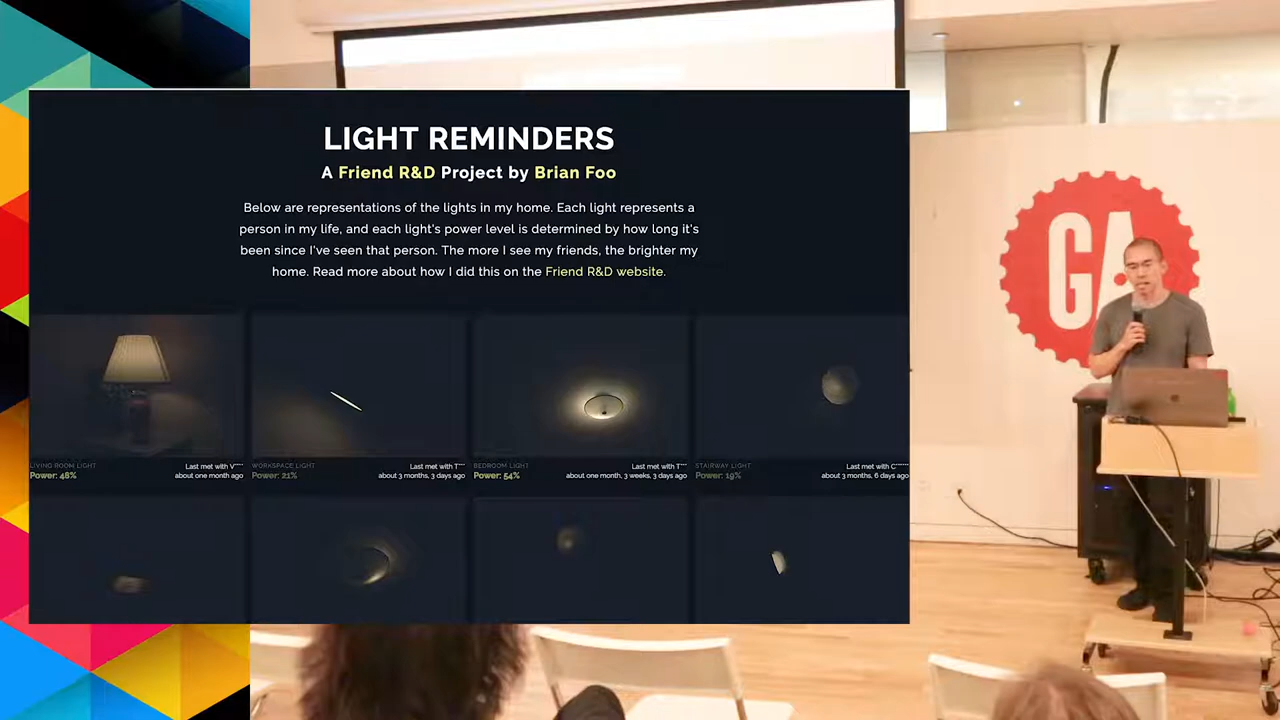 LIGHT REMINDERS
A Friend R&D Project by Brian Foo
Below are representations of the lights in my home. Each light represents a
person in my life, and each light's power level is determined by how long it's
been since I've seen that person. The more I see my friends, the brighter my
home. Read more about how I did this on the Friend R&D website.
GA
LIVING ROOM LIGHT
Power: 48%
Last met with V****
about one month ago
WORKSPACE LIGHT
Power: 21%
Last met with T****
about 3 months, 3 days ago
BEDROOM LIGHT
Power: 54%
Last met with T***
about one month, 3 weeks, 3 days ago
STAIRWAY LIGHT
Power: 19%
Last met with C******
about 3 months, 6 days ago